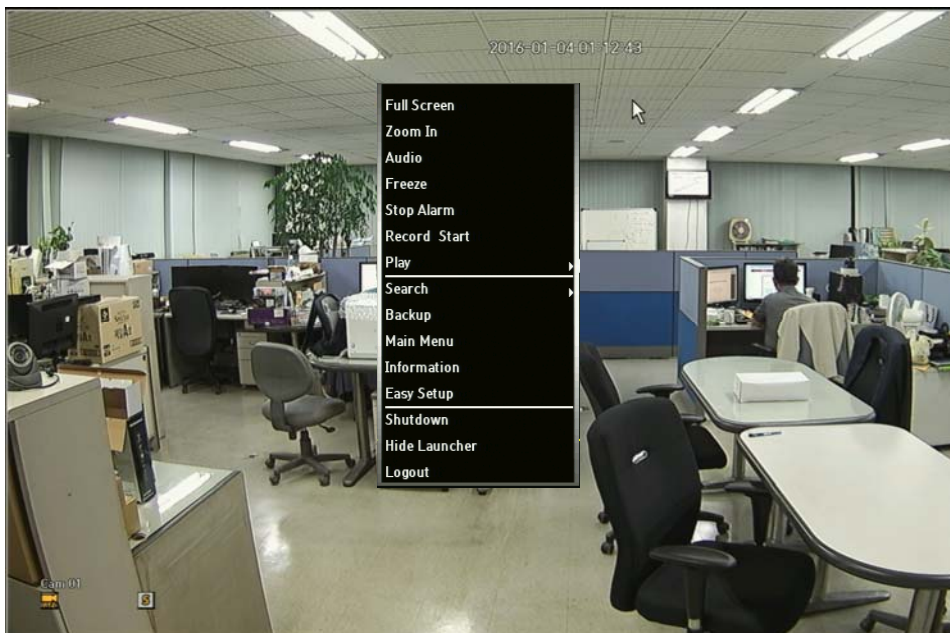 2016-01-04 01:12:43
Full Screen
Zoom In
Audio
Freeze
Stop Alarm
Record Start
Play
Search
Backup
Main Menu
Information
Easy Setup
Shutdown
Hide Launcher
Logout
Cam 01
S